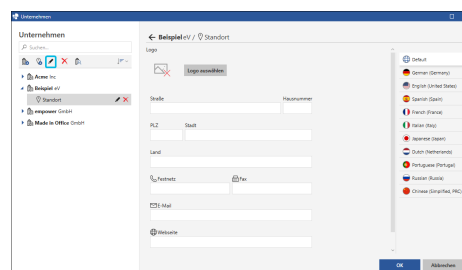 Unternehmen
Unternehmen
Suchen...
Acme Inc
Beispiel eV
Standort
empower GmbH
Made in Office GmbH
Beispiel eV / Standort
Logo
Logo auswählen
Straße
Hausnummer
PLZ
Stadt
Land
Festnetz
Fax
E-Mail
Webseite
Default
German (Germany)
English (United States)
Spanish (Spain)
French (France)
Italian (Italy)
Japanese (Japan)
Dutch (Netherlands)
Portuguese (Portugal)
Russian (Russia)
Chinese (Simplified, PRC)
OK
Abbrechen